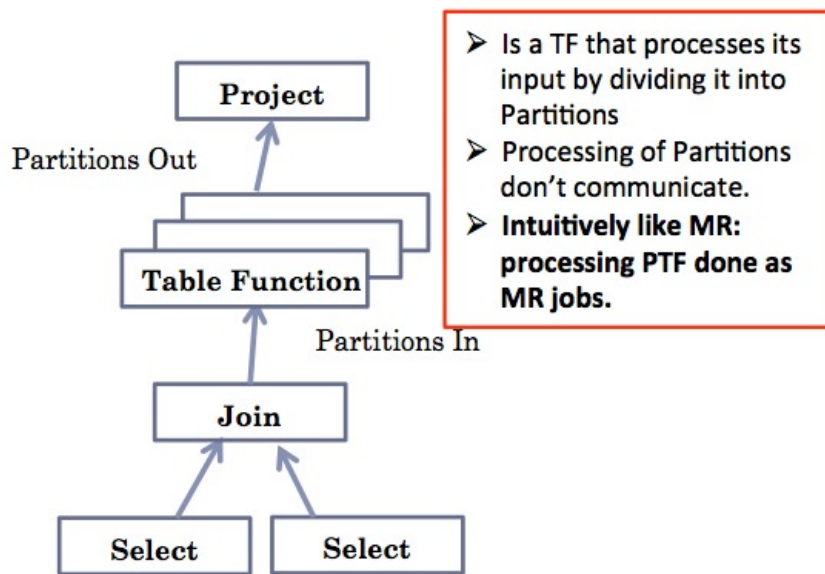 Project
Partitions Out
Table Function
Partitions In
Join
Select
Select
➢ Is a TF that processes its
input by dividing it into
Partitions
➢ Processing of Partitions
don’t communicate.
➢ Intuitively like MR:
processing PTF done as
MR jobs.